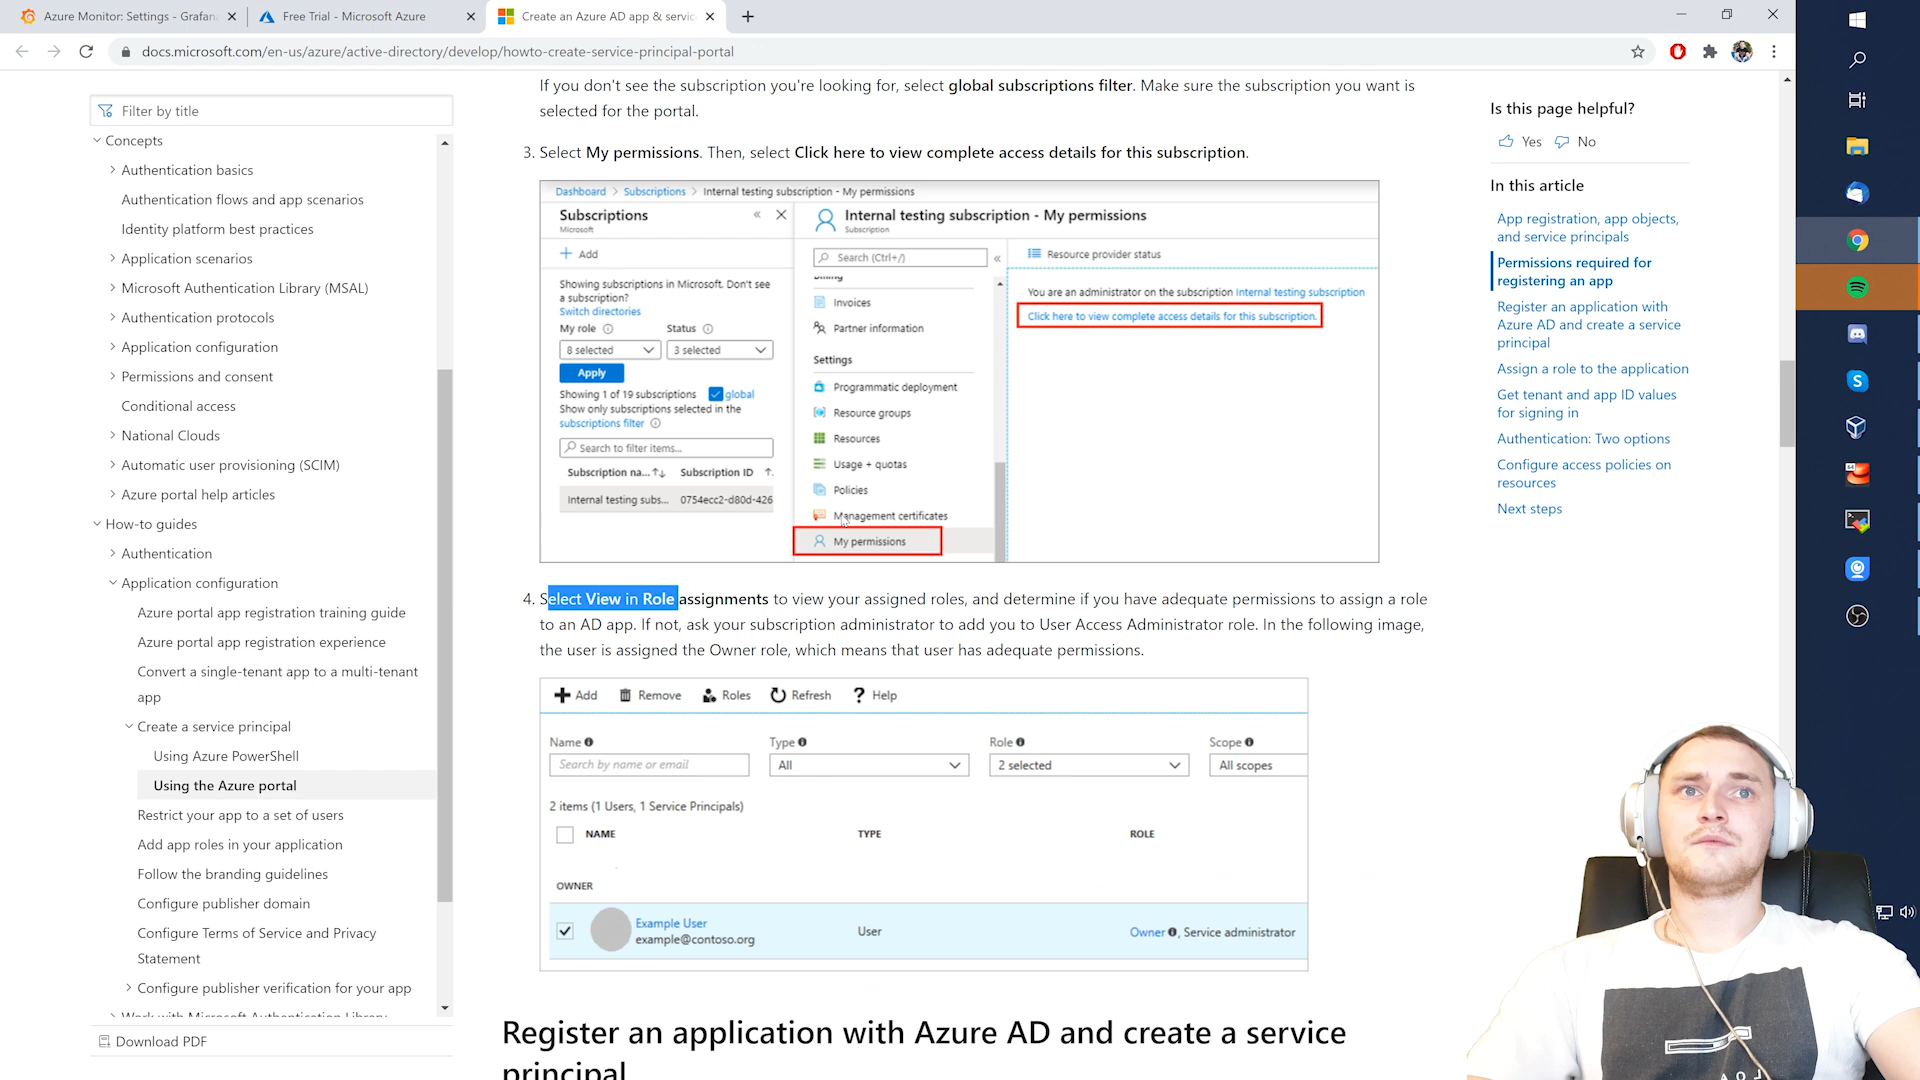 Azure Monitor: Settings - Grafana
Free Trial - Microsoft Azure
Create an Azure AD app & servic
docs.microsoft.com/en-us/azure/active-directory/develop/howto-create-service-principal-portal
Filter by title
Concepts
Authentication basics
Authentication flows and app scenarios
Identity platform best practices
Application scenarios
Microsoft Authentication Library (MSAL)
Authentication protocols
Application configuration
Permissions and consent
Conditional access
National Clouds
Automatic user provisioning (SCIM)
Azure portal help articles
How-to guides
Authentication
Application configuration
Azure portal app registration training guide
Azure portal app registration experience
Convert a single-tenant app to a multi-tenant
app
Create a service principal
Using Azure PowerShell
Using the Azure portal
Restrict your app to a set of users
Add app roles in your application
Follow the branding guidelines
Configure publisher domain
Configure Terms of Service and Privacy
Statement
Configure publisher verification for your app
Work with Microsoft Authentication Library
Download PDF
If you don't see the subscription you're looking for, select global subscriptions filter. Make sure the subscription you want is
selected for the portal.
3. Select My permissions. Then, select Click here to view complete access details for this subscription.
Dashboard > Subscriptions > Internal testing subscription - My permissions
Subscriptions
Microsoft
Add
Showing subscriptions in Microsoft. Don't see
a subscription?
Switch directories
My role
Status
8 selected
3 selected
Apply
Showing 1 of 19 subscriptions
global
Show only subscriptions selected in the
subscriptions filter
Search to filter items...
Subscription na...
Subscription ID
Internal testing subs...
0754ecc2-d80d-426
Internal testing subscription - My permissions
Subscription
Search (Ctrl+/)
Billing
Invoices
Partner information
Settings
Programmatic deployment
Resource groups
Resources
Usage + quotas
Policies
Management certificates
My permissions
Resource provider status
You are an administrator on the subscription Internal testing subscription
Click here to view complete access details for this subscription.
4. Select View in Role assignments to view your assigned roles, and determine if you have adequate permissions to assign a role
to an AD app. If not, ask your subscription administrator to add you to User Access Administrator role. In the following image,
the user is assigned the Owner role, which means that user has adequate permissions.
Add
Remove
Roles
Refresh
? Help
Name
Type
Role
Scope
Search by name or email
All
2 selected
All scopes
2 items (1 Users, 1 Service Principals)
NAME
TYPE
ROLE
OWNER
Example User
example@contoso.org
User
Owner , Service administrator
Register an application with Azure AD and create a service
principal
Is this page helpful?
Yes
No
In this article
App registration, app objects,
and service principals
Permissions required for
registering an app
Register an application with
Azure AD and create a service
principal
Assign a role to the application
Get tenant and app ID values
for signing in
Authentication: Two options
Configure access policies on
resources
Next steps